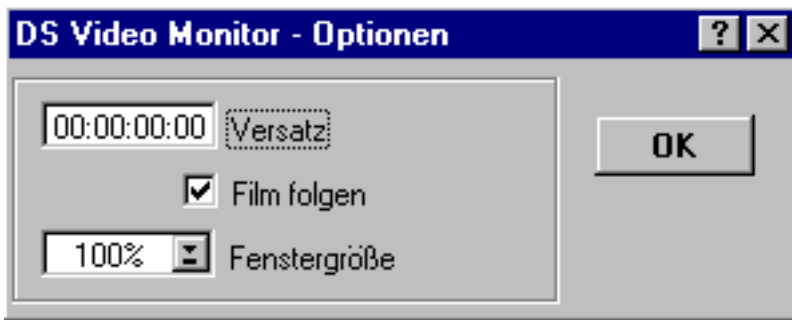 DS Video Monitor - Optionen ? ×
00:00:00:00 Versatz
Film folgen
100% Fenstergröße
OK